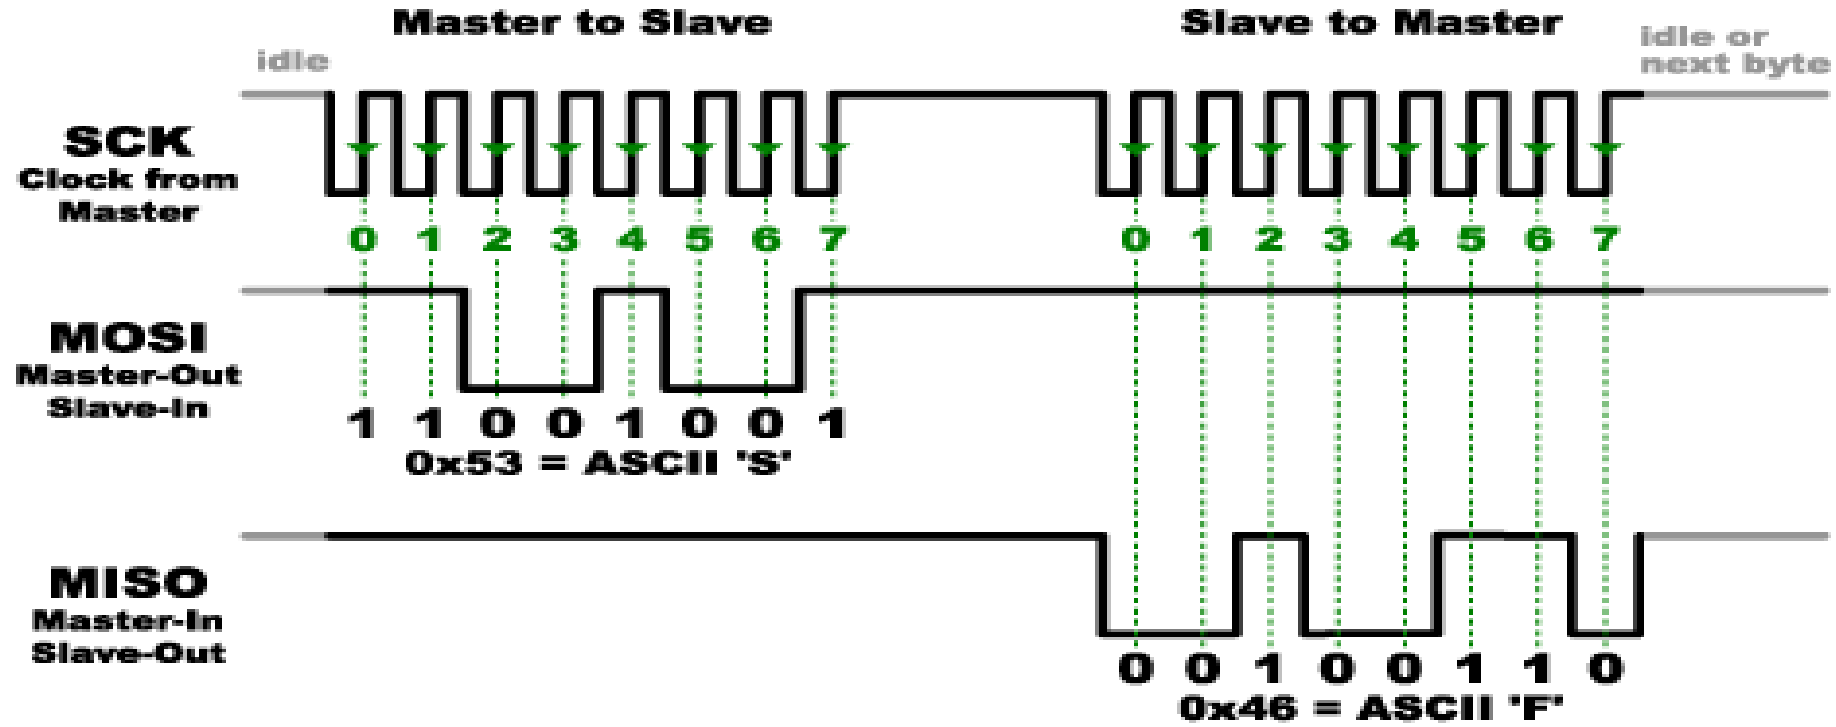 Master to Slave
Slave to Master
idle
idle or
next byte
SCK
Clock from
Master
0 1 2 3 4 5 6 7
0 1 2 3 4 5 6 7
MOSI
Master-Out
Slave-In
1 1 0 0 1 0 0 1
0x53 = ASCII 'S'
MISO
Master-In
Slave-Out
0 0 1 0 0 1 1 0
0x46 = ASCII 'F'